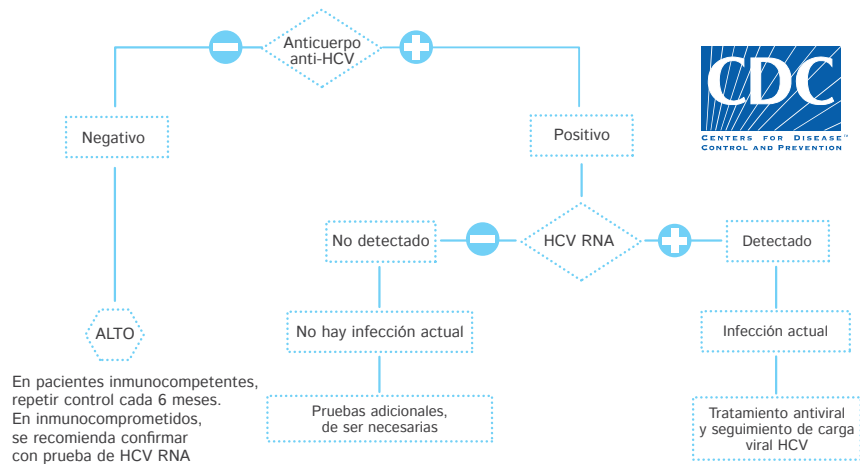 Anticuerpo
anti-HCV
CDC
CENTERS FOR DISEASE™
CONTROL AND PREVENTION
Negativo
Positivo
No detectado
HCV RNA
Detectado
ALTO
No hay infección actual
Infección actual
En pacientes inmunocompetentes,
repetir control cada 6 meses.
En inmunocomprometidos,
se recomienda confirmar
con prueba de HCV RNA
Pruebas adicionales,
de ser necesarias
Tratamiento antiviral
y seguimiento de carga
viral HCV